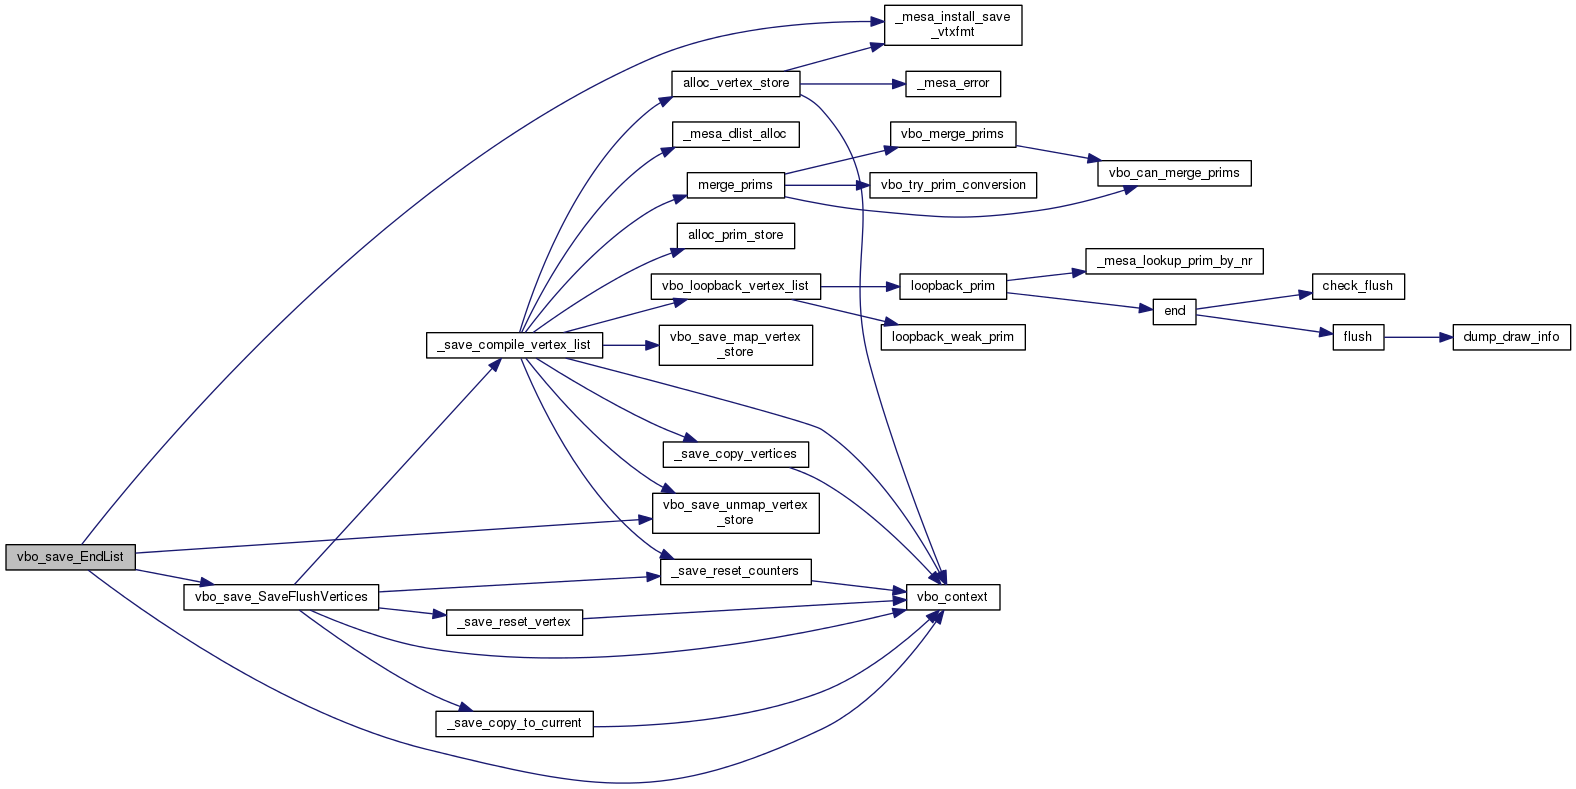 _mesa_install_save
_vtxfmt
alloc_vertex_store
_mesa_error
_mesa_dlist_alloc
vbo_merge_prims
vbo_can_merge_prims
merge_prims
vbo_try_prim_conversion
alloc_prim_store
_mesa_lookup_prim_by_nr
vbo_loopback_vertex_list
loopback_prim
check_flush
end
loopback_weak_prim
flush
dump_draw_info
_save_compile_vertex_list
vbo_save_map_vertex
_store
_save_copy_vertices
vbo_save_unmap_vertex
_store
vbo_save_EndList
_save_reset_counters
vbo_save_SaveFlushVertices
vbo_context
_save_reset_vertex
_save_copy_to_current